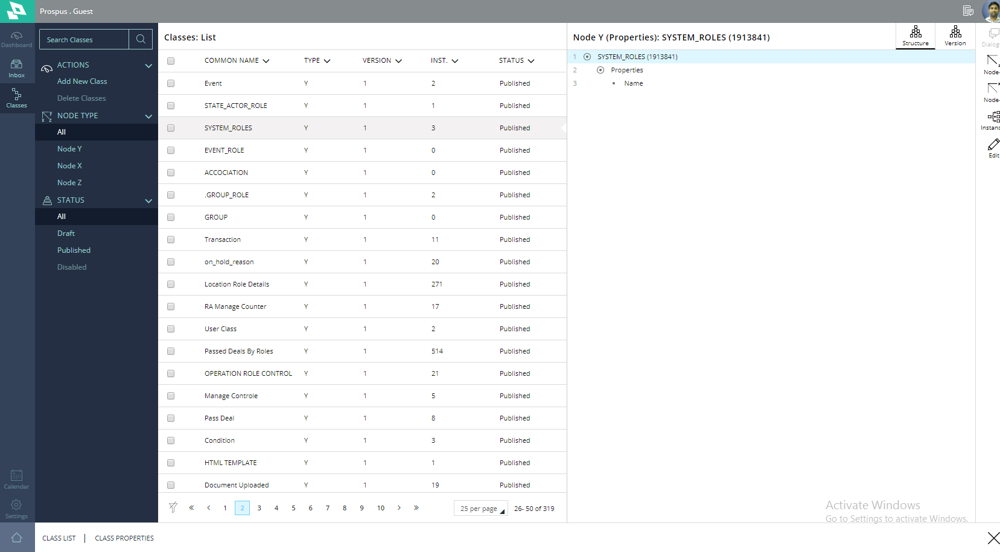 Prospus . Guest
Dashboard
Inbox
Classes
Calendar
Settings
Search Classes
ACTIONS
Add New Class
Delete Classes
NODE TYPE
All
Node Y
Node X
Node Z
STATUS
All
Draft
Published
Disabled
Classes: List
COMMON NAME TYPE VERSION INST. STATUS
Event Y 1 2 Published
STATE_ACTOR_ROLE Y 1 1 Published
SYSTEM_ROLES Y 1 3 Published
EVENT_ROLE Y 1 0 Published
ACCOCIATION Y 1 0 Published
.GROUP_ROLE Y 1 2 Published
GROUP Y 1 0 Published
Transaction Y 1 11 Published
on_hold_reason Y 1 20 Published
Location Role Details Y 1 271 Published
RA Manage Counter Y 1 17 Published
User Class Y 1 2 Published
Passed Deals By Roles Y 1 514 Published
OPERATION ROLE CONTROL Y 1 21 Published
Manage Controle Y 1 5 Published
Pass Deal Y 1 8 Published
Condition Y 1 3 Published
HTML TEMPLATE Y 1 1 Published
Document Uploaded Y 1 19 Published
« ‹ 1 2 3 4 5 6 7 8 9 10 › » 25 per page 26- 50 of 319
Node Y (Properties): SYSTEM_ROLES (1913841)
Structure
Version
1 SYSTEM_ROLES (1913841)
2 Properties
3 • Name
Dialog
Node-
Node-
Instanc
Edit
Activate Windows
Go to Settings to activate Windows.
CLASS LIST | CLASS PROPERTIES